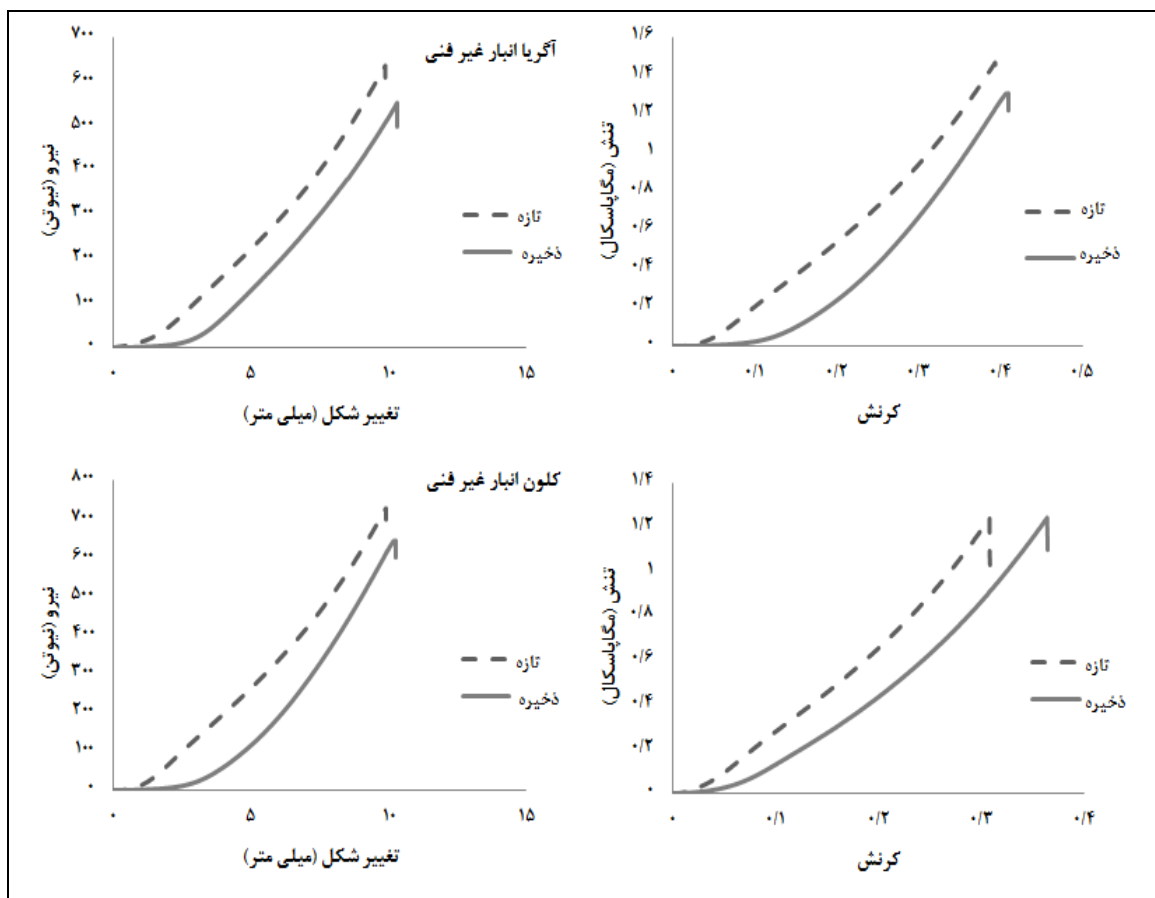 آگریا انبار غیر فنی
نیرو (نیوتن)
۷۰۰
۶۰۰
۵۰۰
۴۰۰
۳۰۰
۲۰۰
۱۰۰
۰
تازه
ذخیره
۰ ۵ ۱۰ ۱۵
تغییر شکل (میلی متر)
تنش (مگاپاسکال)
۱/۶
۱/۴
۱/۲
۱
۰/۸
۰/۶
۰/۴
۰/۲
۰
تازه
ذخیره
۰ ۰/۱ ۰/۲ ۰/۳ ۰/۴ ۰/۵
کرنش
کلون انبار غیر فنی
نیرو (نیوتن)
۸۰۰
۷۰۰
۶۰۰
۵۰۰
۴۰۰
۳۰۰
۲۰۰
۱۰۰
۰
تازه
ذخیره
۰ ۵ ۱۰ ۱۵
تغییر شکل (میلی متر)
تنش (مگاپاسکال)
۱/۴
۱/۲
۱
۰/۸
۰/۶
۰/۴
۰/۲
۰
تازه
ذخیره
۰ ۰/۱ ۰/۲ ۰/۳ ۰/۴
کرنش